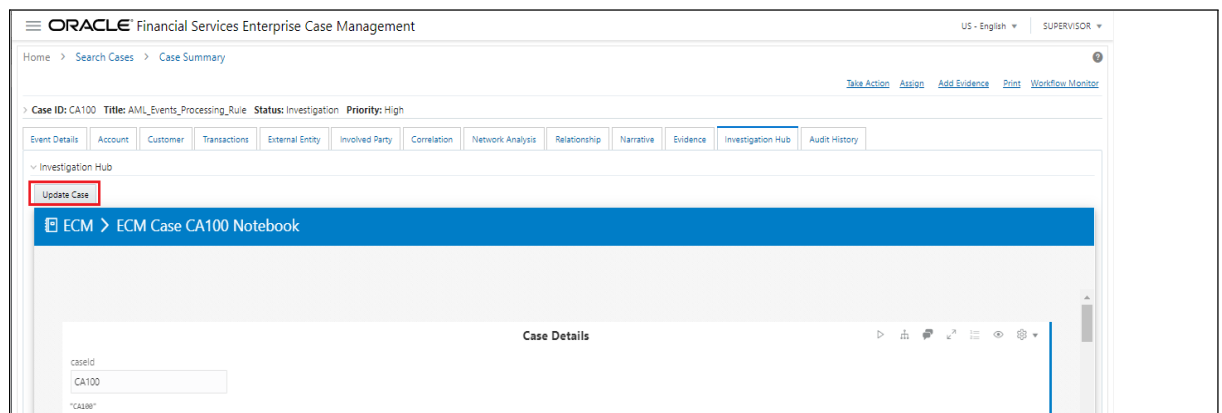 ORACLE® Financial Services Enterprise Case Management US - English SUPERVISOR
Home > Search Cases > Case Summary
Take Action Assign Add Evidence Print Workflow Monitor
> Case ID: CA100 Title: AML_Events_Processing_Rule Status: Investigation Priority: High
Event Details Account Customer Transactions External Entity Involved Party Correlation Network Analysis Relationship Narrative Evidence Investigation Hub Audit History
Investigation Hub
Update Case
ECM > ECM Case CA100 Notebook
Case Details
caseId
CA100
"CA100"